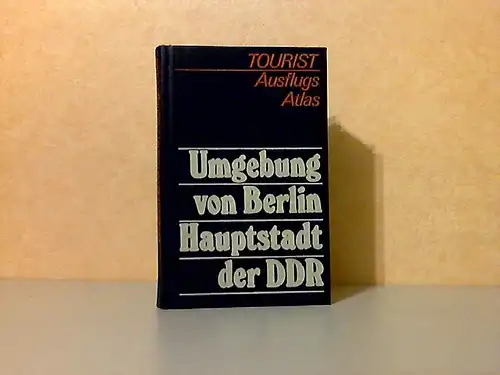 TOURIST
Ausflugs
Atlas
Umgebung
von Berlin
Hauptstadt
der DDR